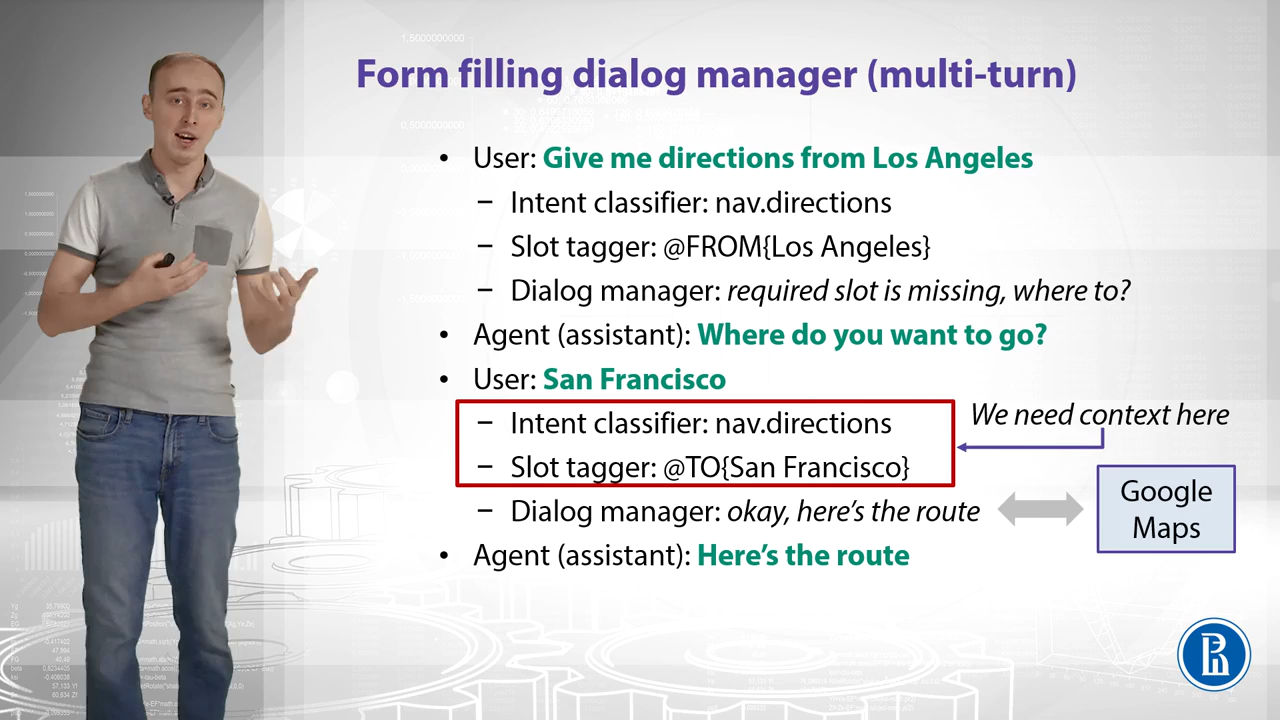 Form filling dialog manager (multi-turn)
• User: Give me directions from Los Angeles
– Intent classifier: nav.directions
– Slot tagger: @FROM{Los Angeles}
– Dialog manager: required slot is missing, where to?
• Agent (assistant): Where do you want to go?
• User: San Francisco
– Intent classifier: nav.directions
We need context here
– Slot tagger: @TO{San Francisco}
– Dialog manager: okay, here's the route
Google
Maps
• Agent (assistant): Here's the route